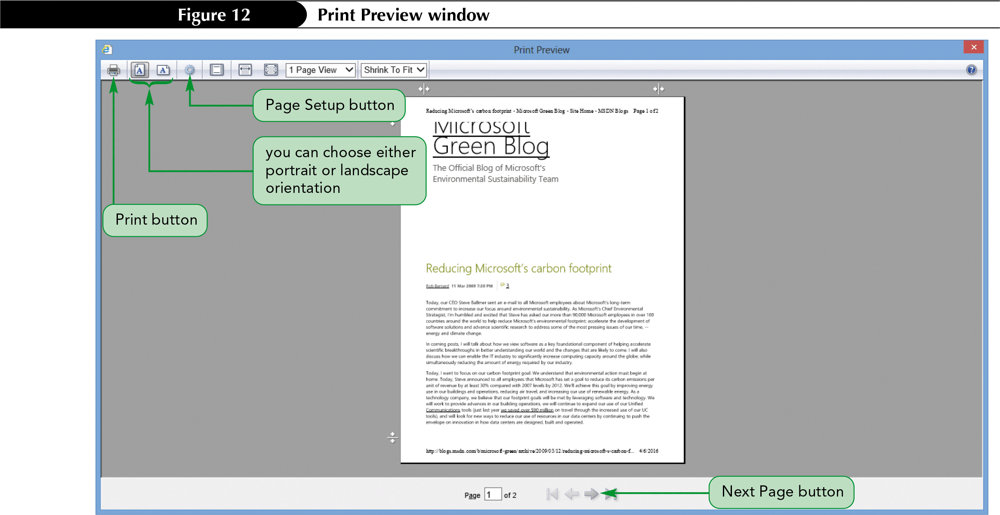 Figure 12 Print Preview window
Print Preview
1 Page View Shrink To Fit
Page Setup button
you can choose either
portrait or landscape
orientation
Print button
Reducing Microsoft's carbon footprint - Microsoft Green Blog - Site Home - MSDN Blogs Page 1 of 2
Microsoft
Green Blog
The Official Blog of Microsoft's
Environmental Sustainability Team
Reducing Microsoft's carbon footprint
Rob Bernard 11 Mar 2009 7:30 PM 3
Today, our CEO Steve Ballmer sent an e-mail to all Microsoft employees about Microsoft's long-term
commitment to increase our focus around environmental sustainability. As Microsoft's Chief Environmental
Strategist, I'm humbled and excited that Steve has asked our more than 90,000 Microsoft employees in over 100
countries around the world to help reduce Microsoft's environmental footprint; accelerate the development of
software solutions and advance scientific research to address some of the most pressing issues of our time, --
energy and climate change.
In coming posts, I will talk about how we view software as a key foundational component of helping accelerate
scientific breakthroughs in better understanding our world and the changes that are likely to come. I will also
discuss how we can enable the IT industry to significantly increase computing capacity around the globe, while
simultaneously reducing the amount of energy required by our industry.
Today, I want to focus on our carbon footprint goal. We understand that environmental action must begin at
home. Today, Steve announced to all employees that Microsoft has set a goal to reduce its carbon emissions per
unit of revenue by at least 30% compared with 2007 levels by 2012. We'll achieve this goal by improving energy
use in our buildings and operations, reducing air travel, and increasing our use of renewable energy. As a
technology company, we believe that our footprint goals will be met by leveraging software and technology. We
will work to provide advances in our building operations, we will continue to expand our use of our Unified
Communications tools (just last year we saved over $90 million on travel through the increased use of our UC
tools), and will look for new ways to reduce our use of resources in our data centers by continuing to push the
envelope on innovation in how data centers are designed, built and operated.
http://blogs.msdn.com/b/microsoft-green/archive/2009/03/12/reducing-microsoft-s-carbon-f... 4/6/2016
Page 1 of 2
Next Page button